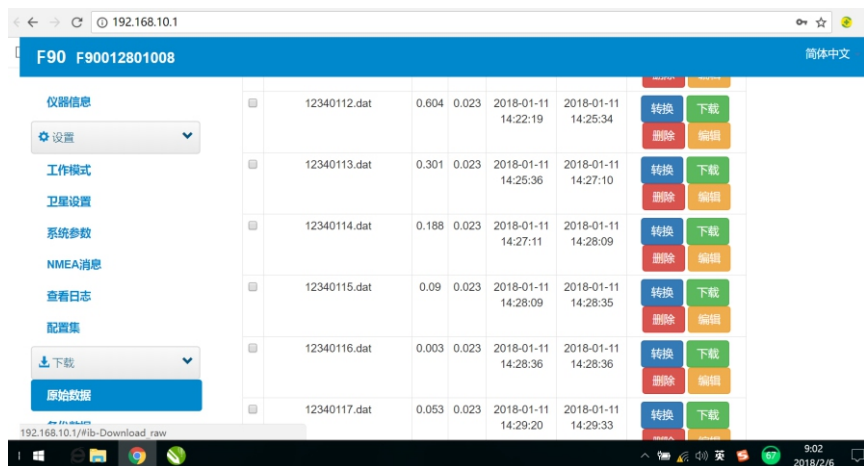 192.168.10.1
F90 F90012801008
简体中文
仪器信息
设置
工作模式
卫星设置
系统参数
NMEA消息
查看日志
配置集
下载
原始数据
12340112.dat 0.604 0.023 2018-01-11 14:22:19 2018-01-11 14:25:34 转换 下载
删除 编辑
12340113.dat 0.301 0.023 2018-01-11 14:25:36 2018-01-11 14:27:10 转换 下载
删除 编辑
12340114.dat 0.188 0.023 2018-01-11 14:27:11 2018-01-11 14:28:09 转换 下载
删除 编辑
12340115.dat 0.09 0.023 2018-01-11 14:28:09 2018-01-11 14:28:35 转换 下载
删除 编辑
12340116.dat 0.003 0.023 2018-01-11 14:28:36 2018-01-11 14:28:36 转换 下载
删除 编辑
12340117.dat 0.053 0.023 2018-01-11 14:29:20 2018-01-11 14:29:33 转换 下载
192.168.10.1/#ib-Download_raw
英
67
9:02
2018/2/6